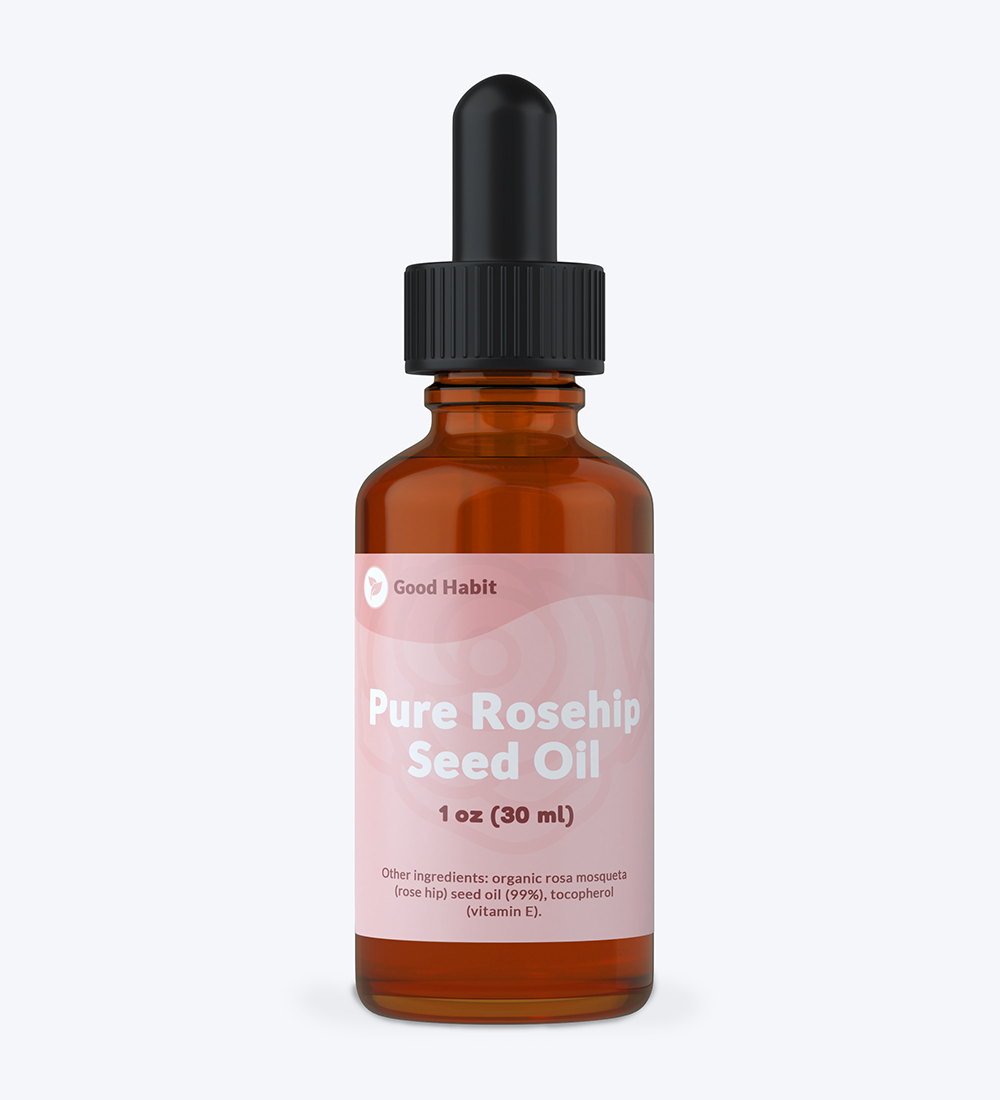 Good Habit
Pure Rosehip
Seed Oil
1 oz (30 ml)
Other ingredients: organic rosa mosqueta
(rose hip) seed oil (99%), tocopherol
(vitamin E).